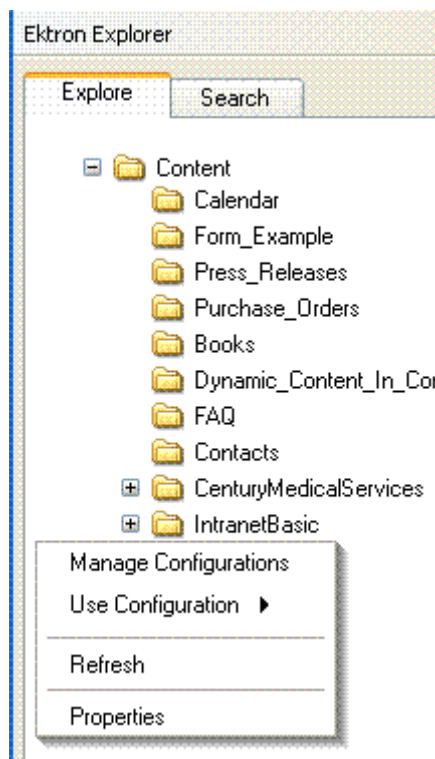 Ektron Explorer
Explore
Search
Content
Calendar
Form_Example
Press_Releases
Purchase_Orders
Books
Dynamic_Content_In_Co
FAQ
Contacts
CenturyMedicalServices
IntranetBasic
Manage Configurations
Use Configuration
Refresh
Properties